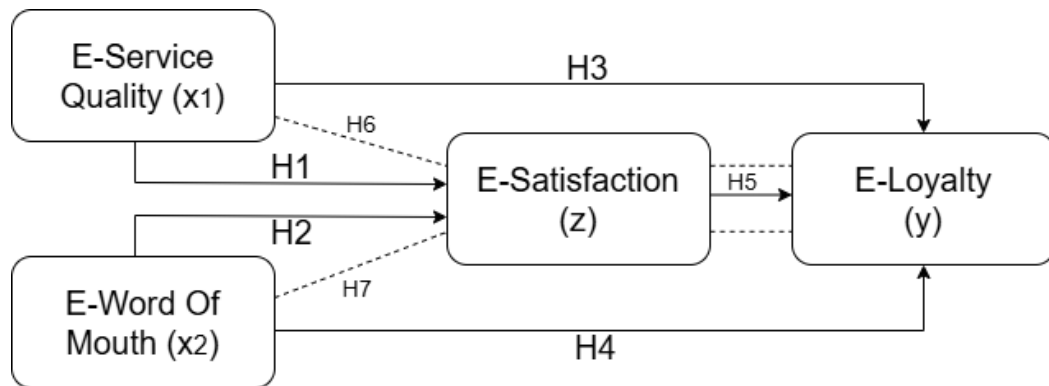 E-Service
Quality (x1)
H3
H6
H1
E-Satisfaction
(z)
H5
E-Loyalty
(y)
H2
H7
E-Word Of
Mouth (x2)
H4